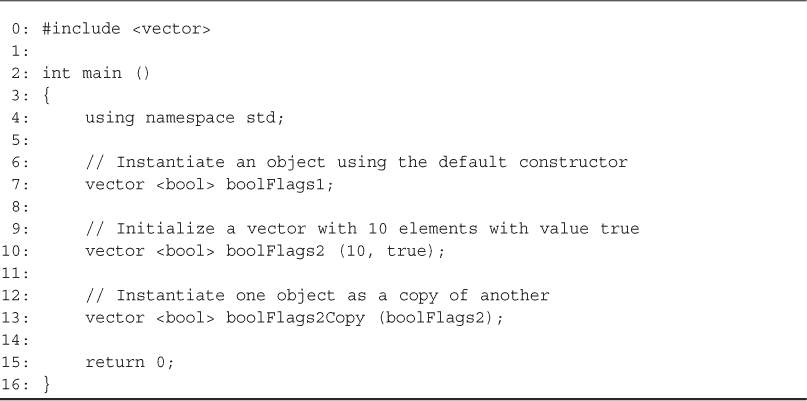 0: #include <vector>
1:
2: int main ()
3: {
4:     using namespace std;
5:
6:     // Instantiate an object using the default constructor
7:     vector <bool> boolFlags1;
8:
9:     // Initialize a vector with 10 elements with value true
10:     vector <bool> boolFlags2 (10, true);
11:
12:     // Instantiate one object as a copy of another
13:     vector <bool> boolFlags2Copy (boolFlags2);
14:
15:     return 0;
16: }